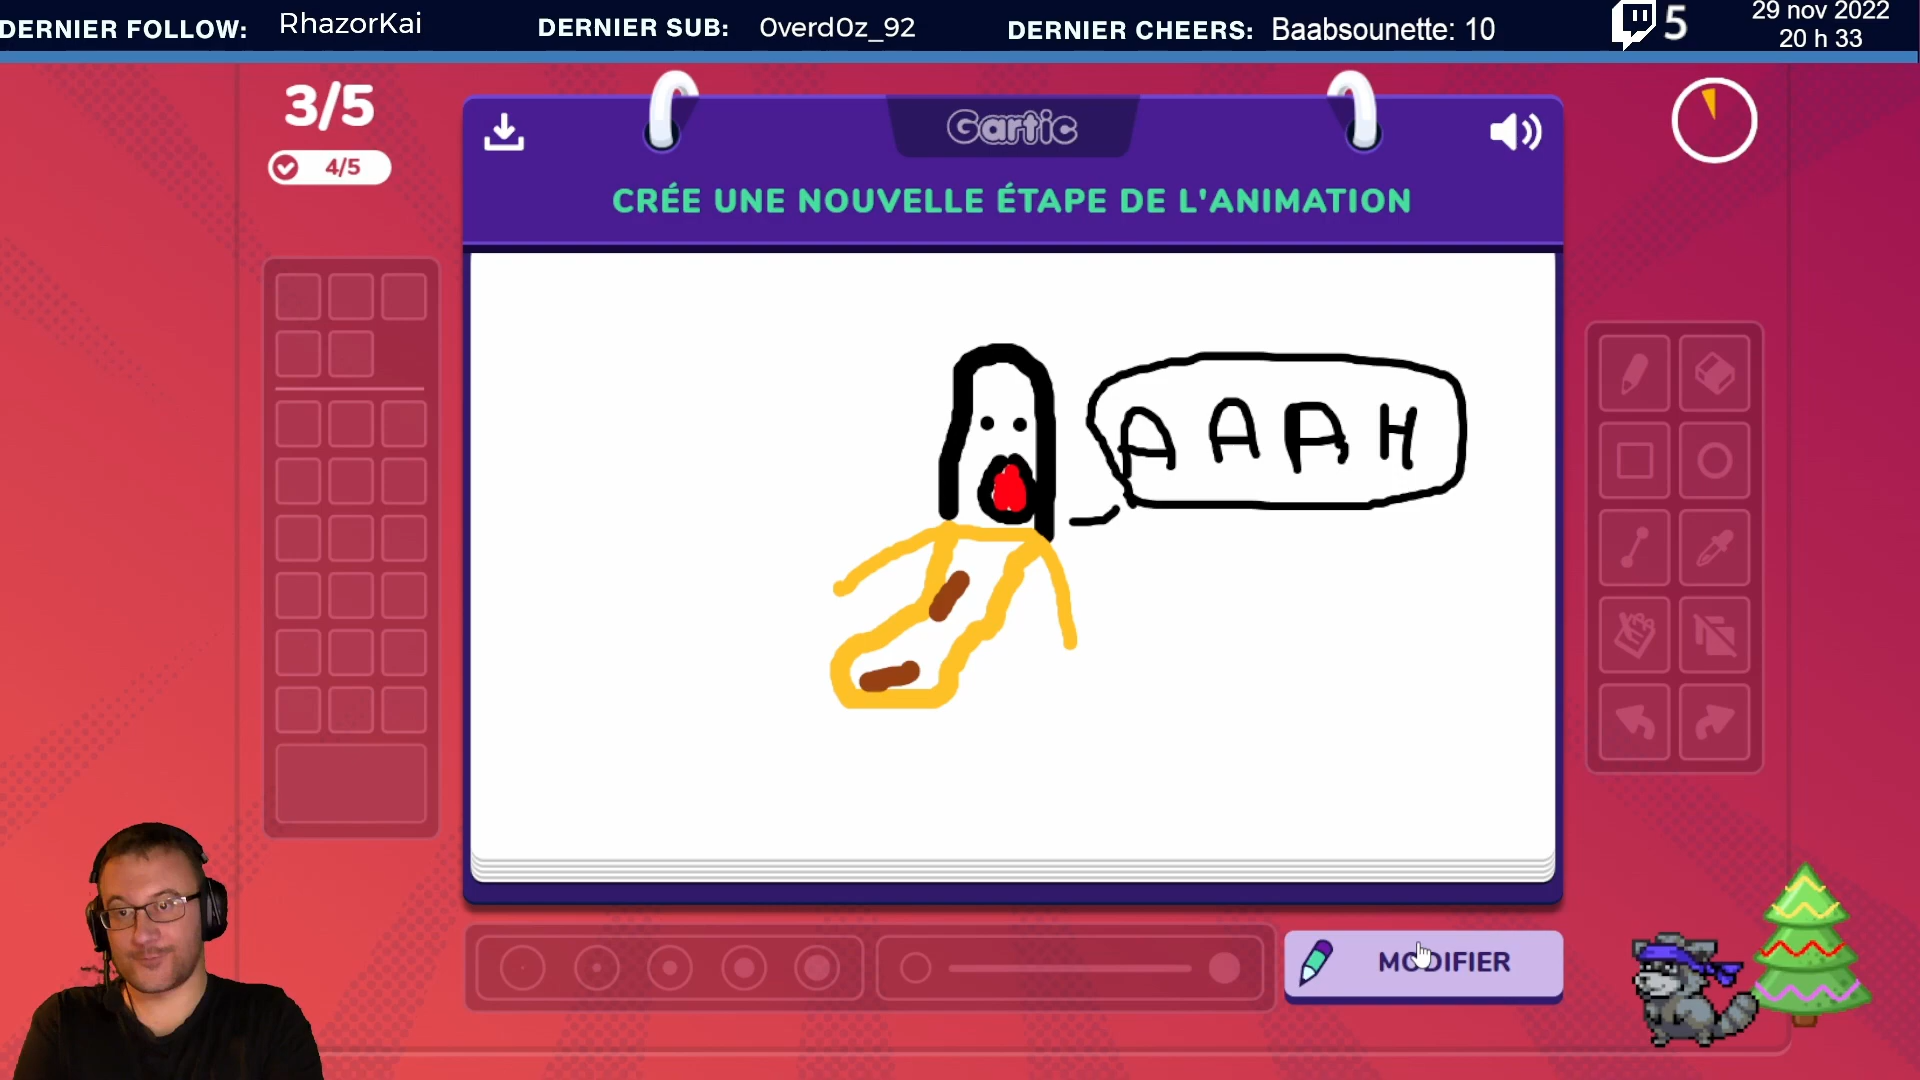 DERNIER FOLLOW: RhazorKai DERNIER SUB: 0verd0z_92 DERNIER CHEERS: Baabsounette: 10 5 29 nov 2022
20 h 33
3/5
4/5
Gartic
CRÉE UNE NOUVELLE ÉTAPE DE L'ANIMATION
AAAH
MODIFIER